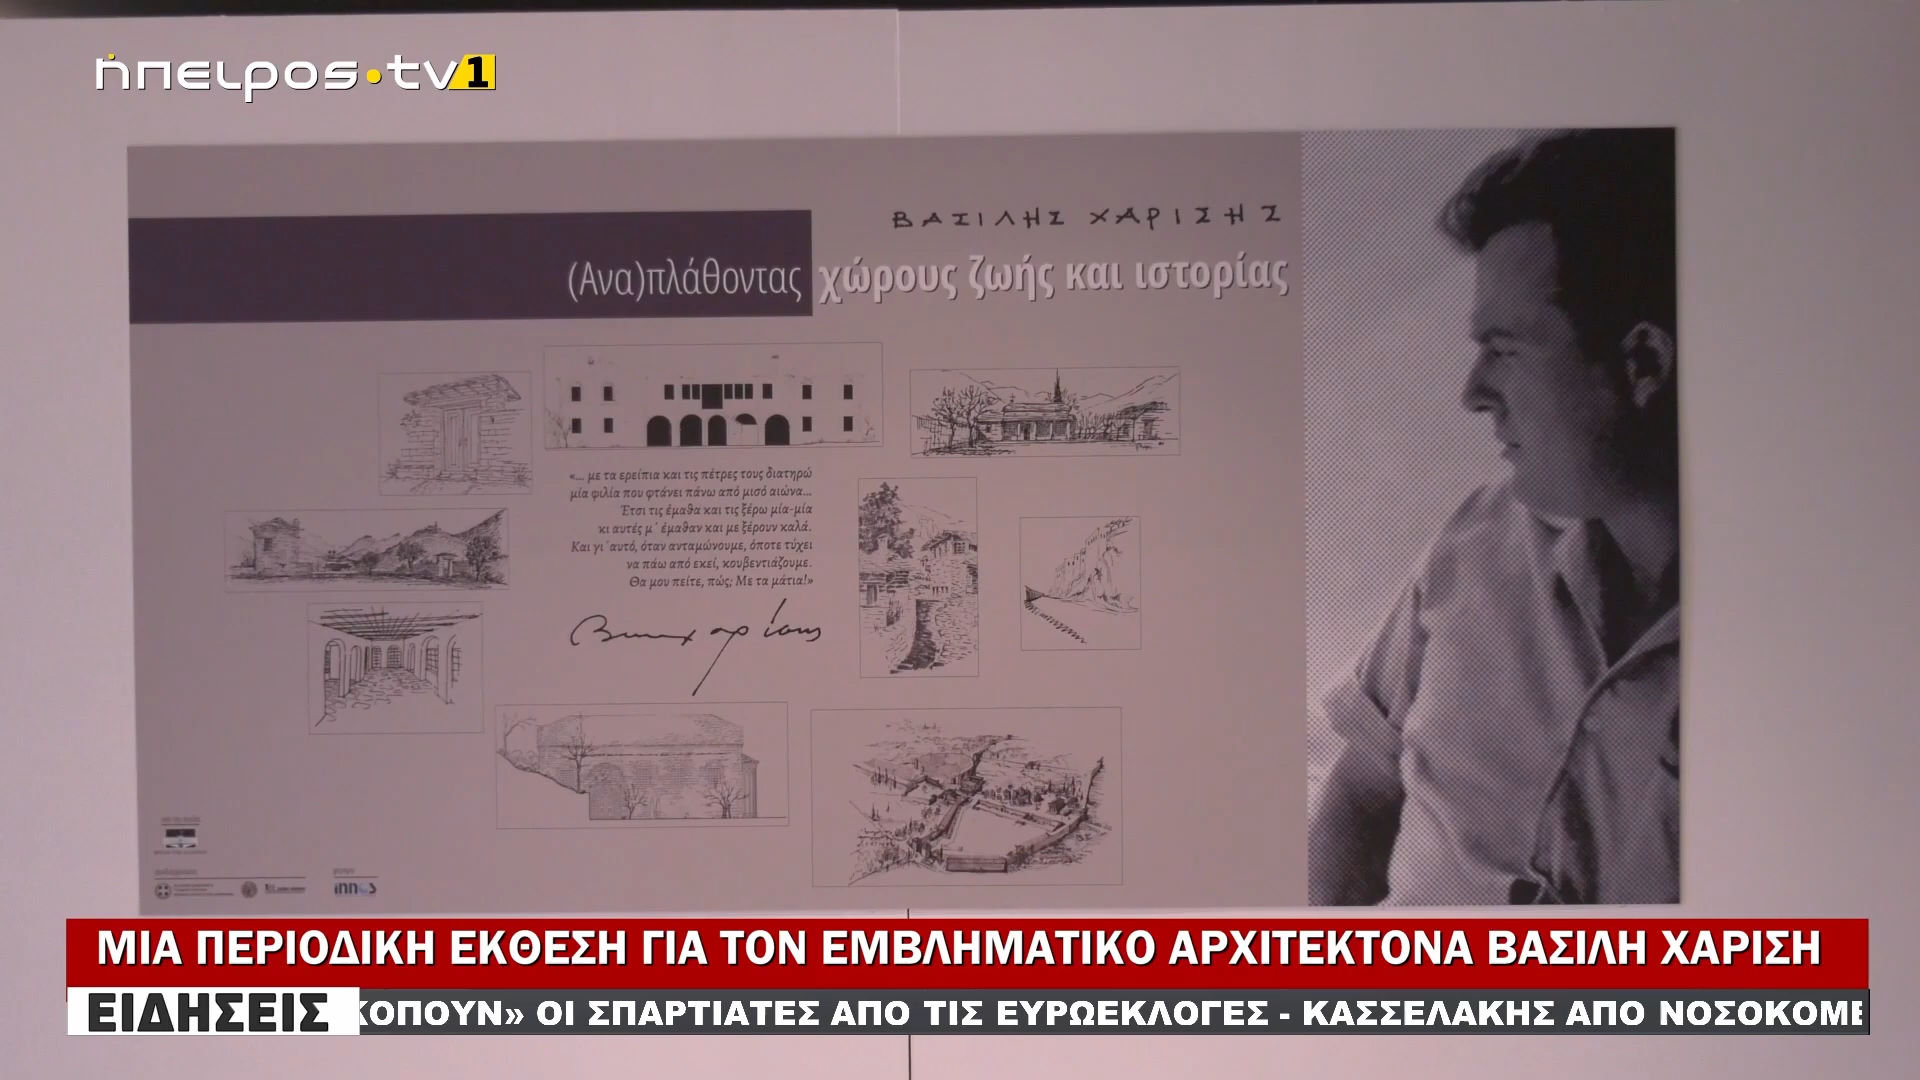 ήπειρος.tv1
ΒΑΣΙΛΗΣ ΧΑΡΙΣΗΣ
(Ανα)πλάθοντας χώρους ζωής και ιστορίας
«... με τα ερείπια και τις πέτρες τους διατηρώ
μία φιλία που φτάνει πάνω από μισό αιώνα...
Έτσι τις έμαθα και τις ξέρω μία-μία
κι αυτές μ΄ έμαθαν και με ξέρουν καλά.
Και γι΄αυτό, όταν ανταμώνουμε, όποτε τύχει
να πάω από εκεί, κουβεντιάζουμε.
Θα μου πείτε, πώς; Με τα μάτια!»
innos
ΜΙΑ ΠΕΡΙΟΔΙΚΗ ΕΚΘΕΣΗ ΓΙΑ ΤΟΝ ΕΜΒΛΗΜΑΤΙΚΟ ΑΡΧΙΤΕΚΤΟΝΑ ΒΑΣΙΛΗ ΧΑΡΙΣΗ
ΕΙΔΗΣΕΙΣ ΚΟΠΟΥΝ» ΟΙ ΣΠΑΡΤΙΑΤΕΣ ΑΠΟ ΤΙΣ ΕΥΡΩΕΚΛΟΓΕΣ - ΚΑΣΣΕΛΑΚΗΣ ΑΠΟ ΝΟΣΟΚΟΜΕ